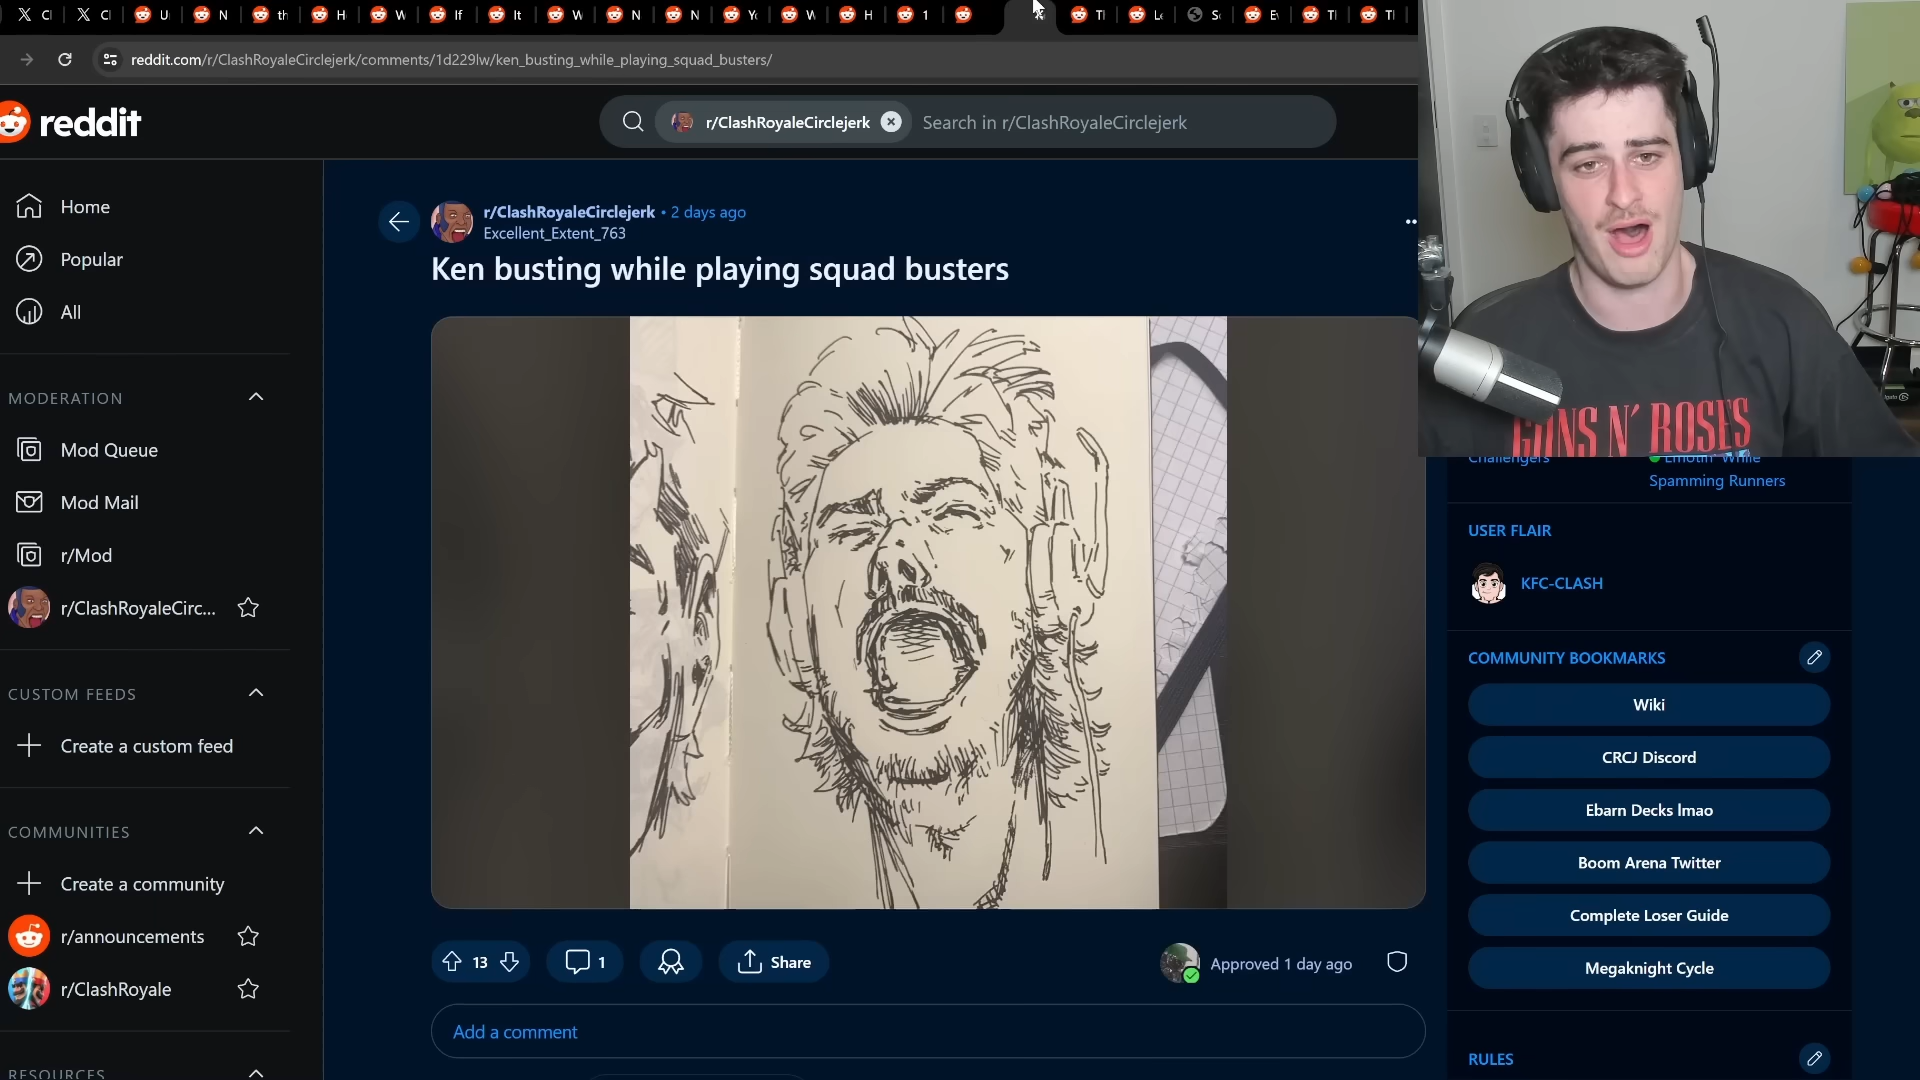 reddit.com/r/ClashRoyaleCirclejerk/comments/1d229lw/ken_busting_while_playing_squad_busters/
reddit
r/ClashRoyaleCirclejerk
Search in r/ClashRoyaleCirclejerk
Home
Popular
All
MODERATION
Mod Queue
Mod Mail
r/Mod
r/ClashRoyaleCirc...
CUSTOM FEEDS
Create a custom feed
COMMUNITIES
Create a community
r/announcements
r/ClashRoyale
RESOURCES
r/ClashRoyaleCirclejerk • 2 days ago
Excellent_Extent_763
Ken busting while playing squad busters
13
1
Share
Approved 1 day ago
Add a comment
GUNS N' ROSES
Challengers
Emotin' While
Spamming Runners
USER FLAIR
KFC-CLASH
COMMUNITY BOOKMARKS
Wiki
CRCJ Discord
Ebarn Decks lmao
Boom Arena Twitter
Complete Loser Guide
Megaknight Cycle
RULES